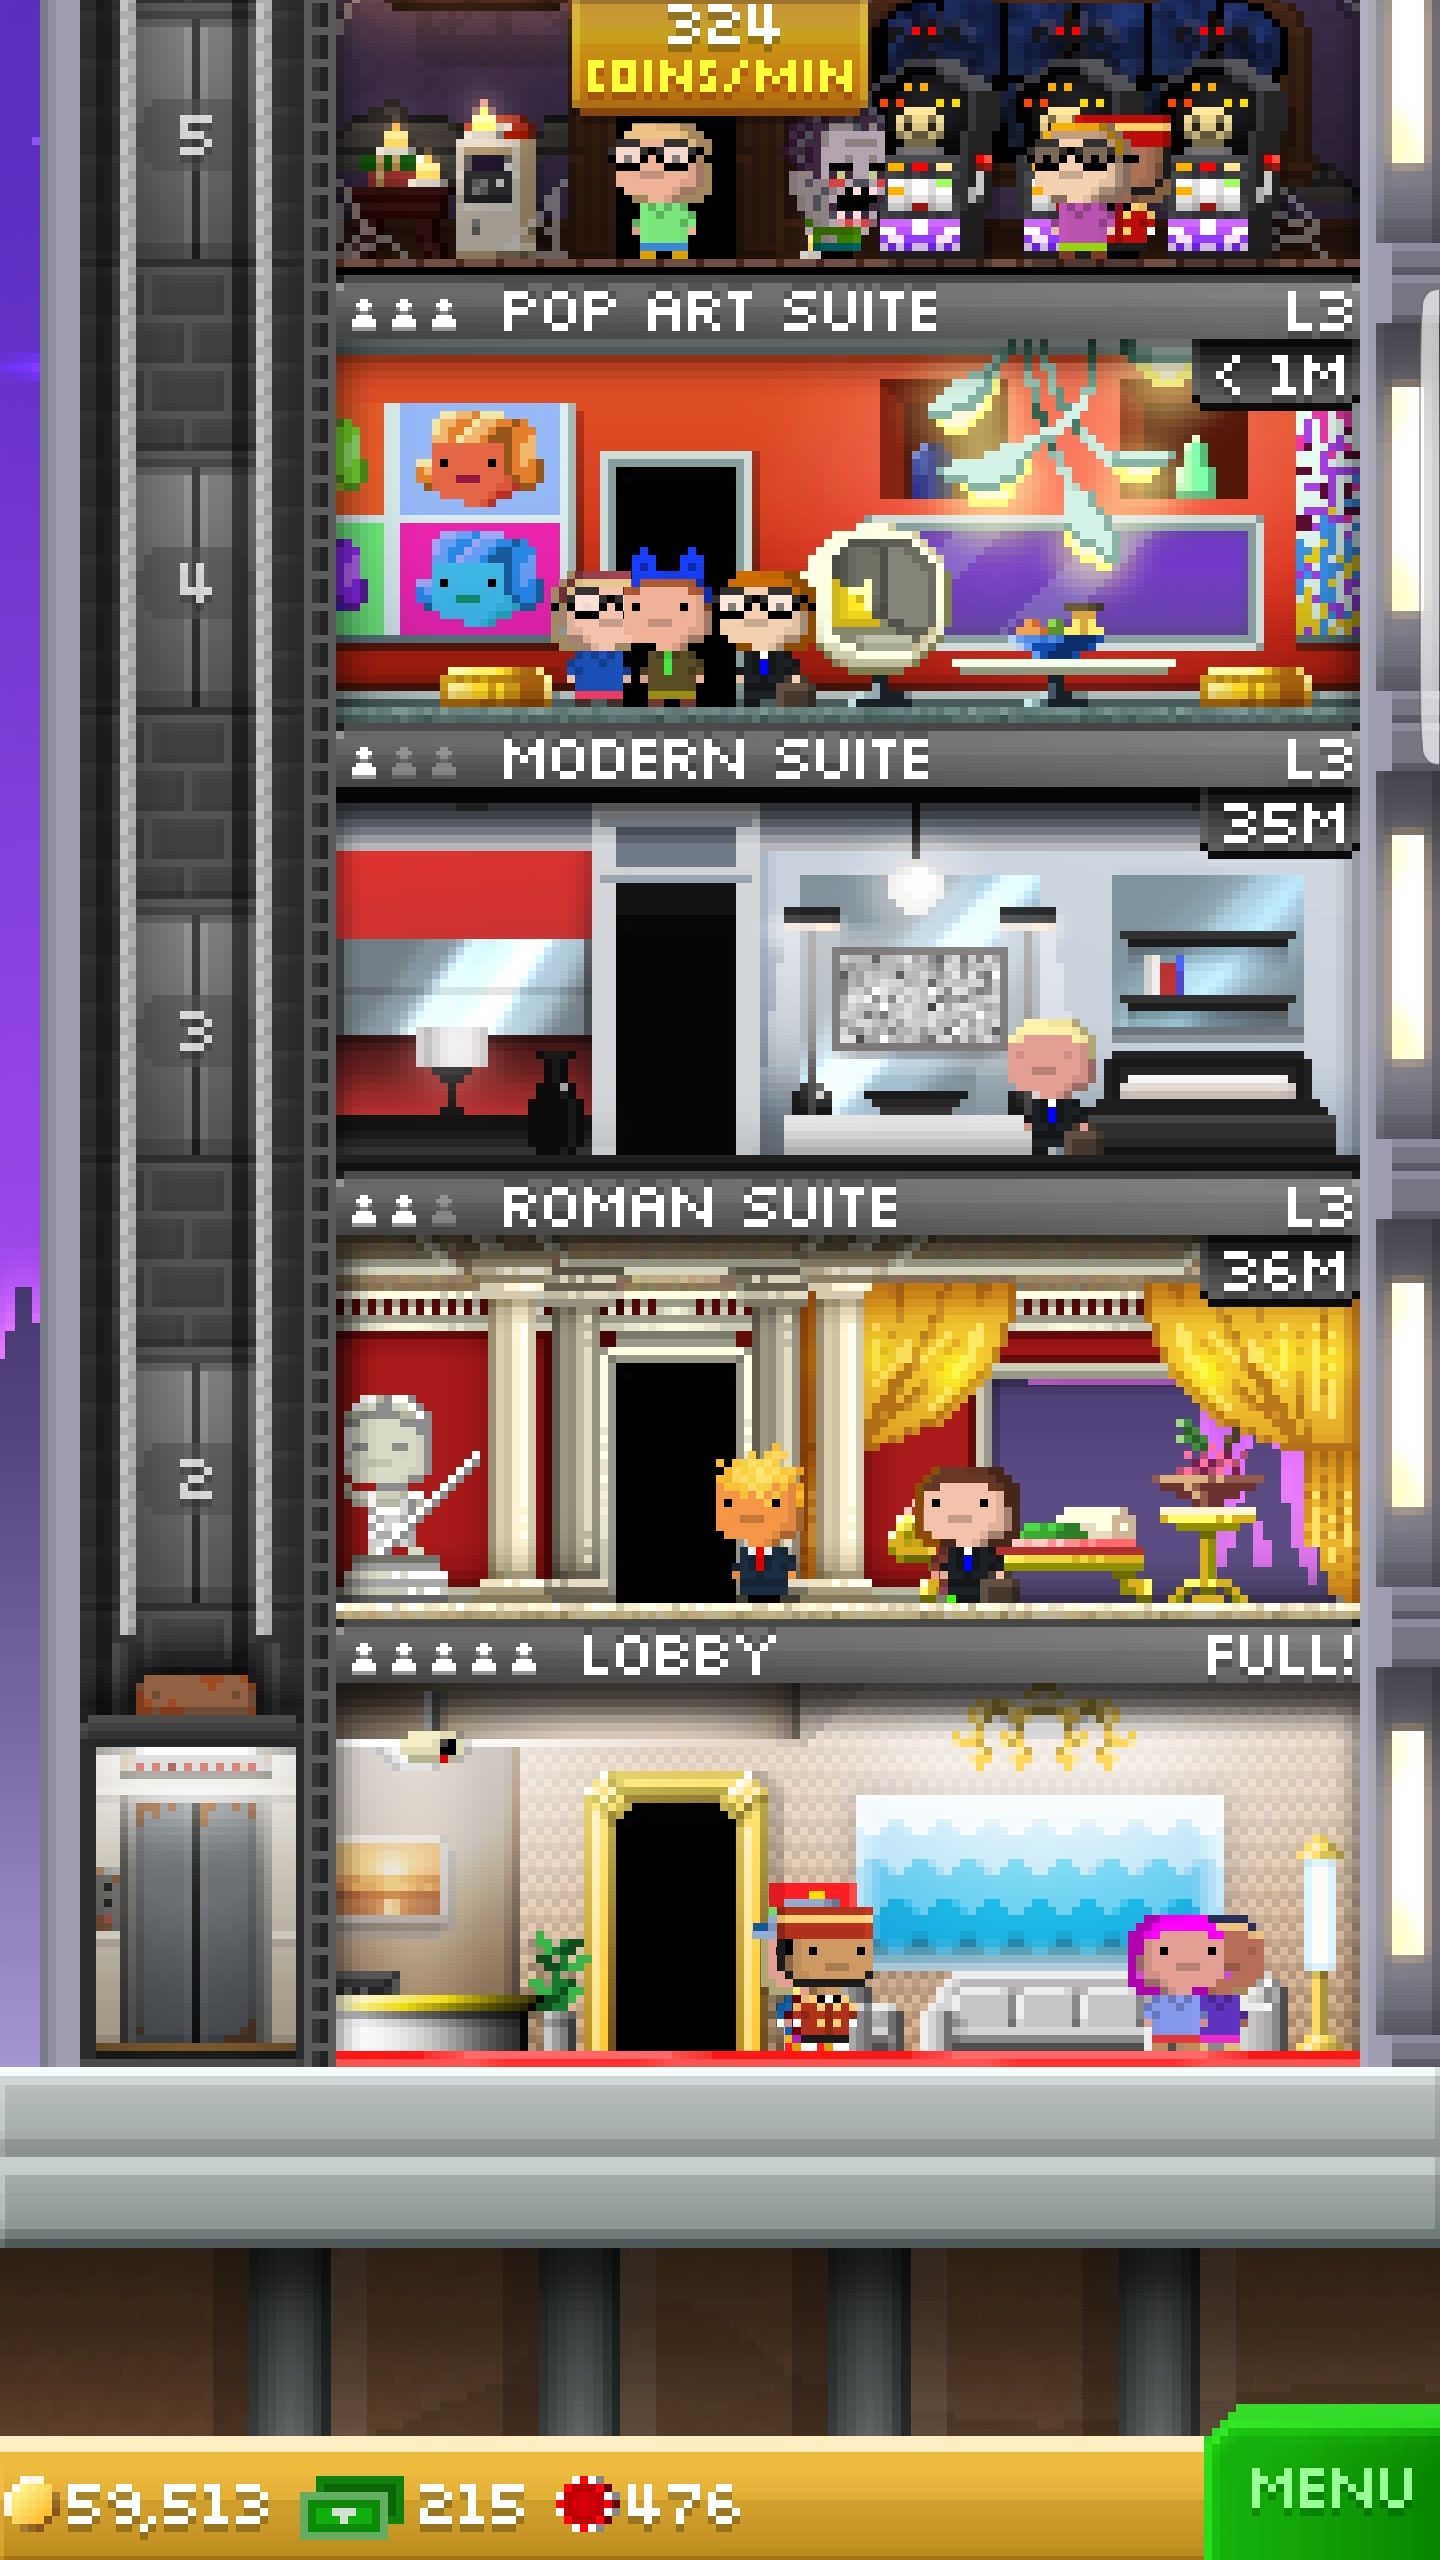 324
COINS/MIN
5
POP ART SUITE L3
< 1M
4
MODERN SUITE L3
35M
3
ROMAN SUITE L3
36M
2
LOBBY FULL!
59,513 215 476
MENU